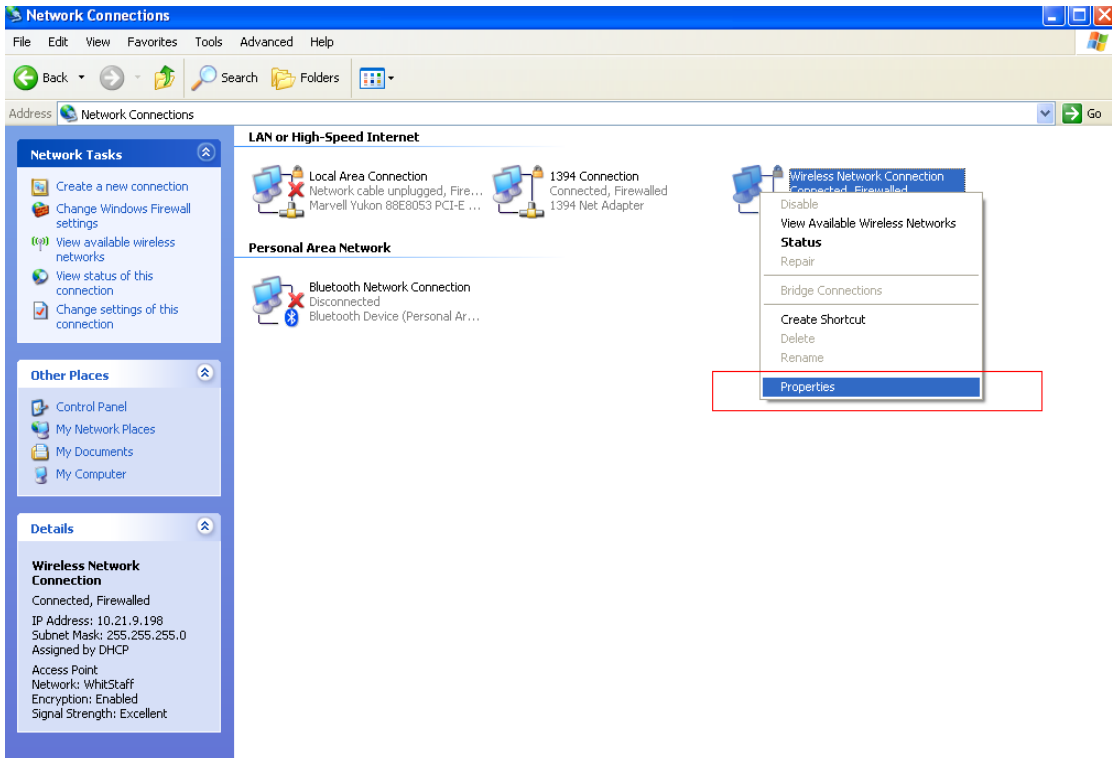 Network Connections
File Edit View Favorites Tools Advanced Help
Back Search Folders
Address Network Connections Go
Network Tasks
Create a new connection
Change Windows Firewall
settings
View available wireless
networks
View status of this
connection
Change settings of this
connection
Other Places
Control Panel
My Network Places
My Documents
My Computer
Details
Wireless Network
Connection
Connected, Firewalled
IP Address: 10.21.9.198
Subnet Mask: 255.255.255.0
Assigned by DHCP
Access Point
Network: WhitStaff
Encryption: Enabled
Signal Strength: Excellent
LAN or High-Speed Internet
Local Area Connection
Network cable unplugged, Fire...
Marvell Yukon 88E8053 PCI-E ...
1394 Connection
Connected, Firewalled
1394 Net Adapter
Wireless Network Connection
Connected, Firewalled
Personal Area Network
Bluetooth Network Connection
Disconnected
Bluetooth Device (Personal Ar...
Disable
View Available Wireless Networks
Status
Repair
Bridge Connections
Create Shortcut
Delete
Rename
Properties